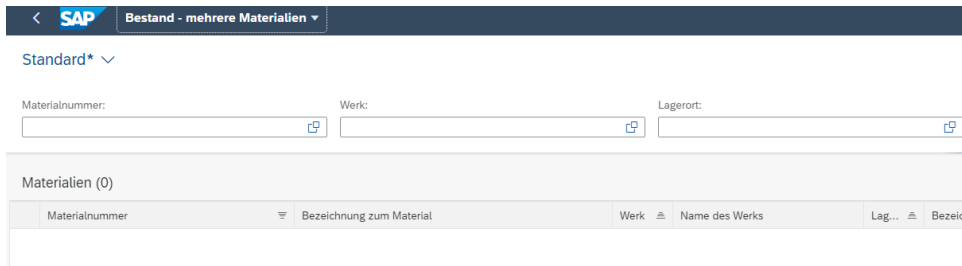 SAP Bestand - mehrere Materialien
Standard*
Materialnummer: Werk: Lagerort:
Materialien (0)
Materialnummer Bezeichnung zum Material Werk Name des Werks Lag... Bezeic